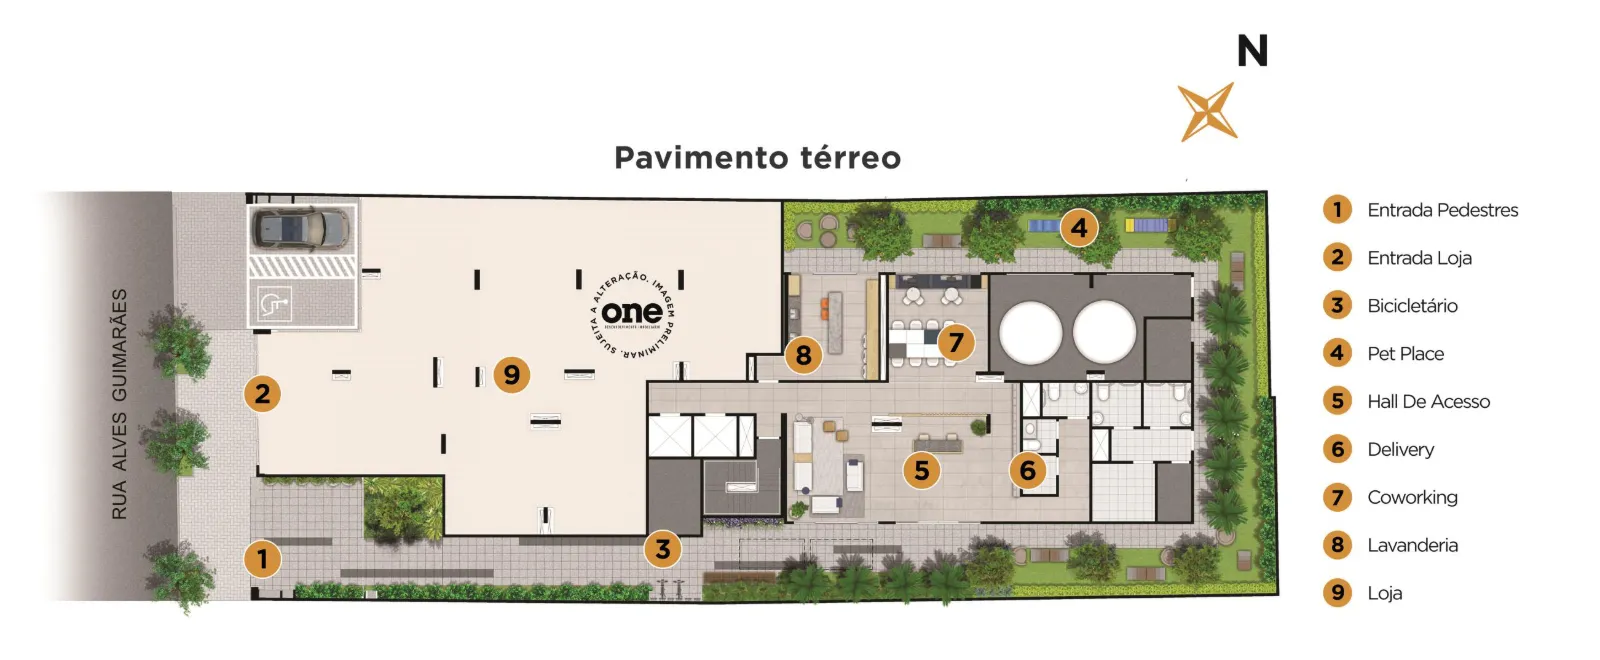 N
Pavimento térreo
RUA ALVES GUIMARÃES
SUJEITA A ALTERAÇÃO. IMAGEM PRELIMINAR.
one
DESENVOLVIMENTO IMOBILIÁRIO
1
2
3
4
5
6
7
8
9
1 Entrada Pedestres
2 Entrada Loja
3 Bicicletário
4 Pet Place
5 Hall De Acesso
6 Delivery
7 Coworking
8 Lavanderia
9 Loja